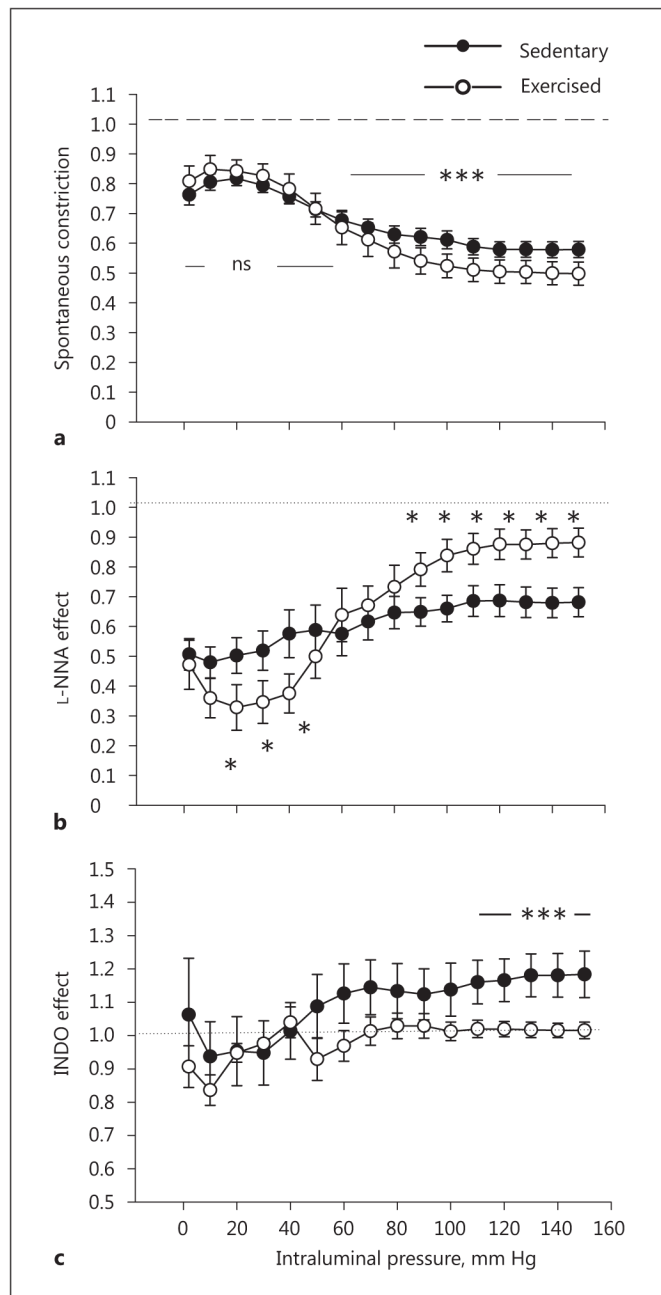 Sedentary
Exercised
1.1
1.0
0.9
0.8
0.7
0.6
0.5
0.4
0.3
0.2
0.1
0
Spontaneous constriction
***
ns
a
1.1
1.0
0.9
0.8
0.7
0.6
0.5
0.4
0.3
0.2
0.1
0
L-NNA effect
* * * * * *
* * *
b
1.5
1.4
1.3
1.2
1.1
1.0
0.9
0.8
0.7
0.6
0.5
INDO effect
***
0 20 40 60 80 100 120 140 160
Intraluminal pressure, mm Hg
c